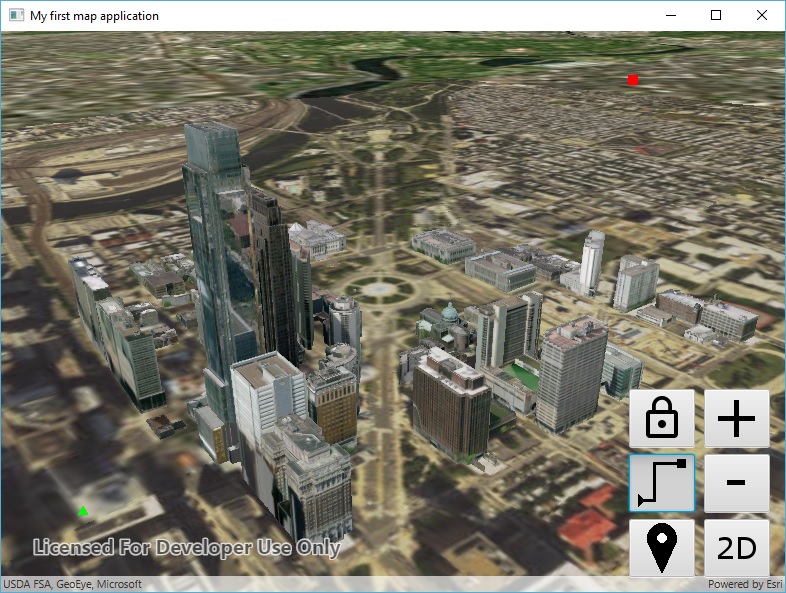 My first map application
-
2D
Licensed For Developer Use Only
USDA FSA, GeoEye, Microsoft
Powered by Esri